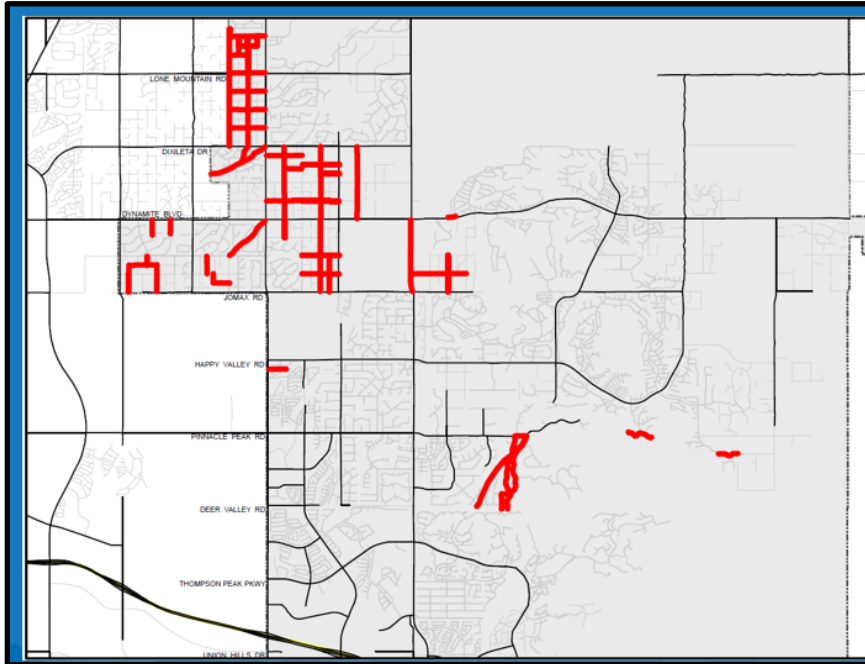 LONE MOUNTAIN RD
DIXILETA DR
DYNAMITE BLVD
JOMAX RD
HAPPY VALLEY RD
PINNACLE PEAK RD
DEER VALLEY RD
THOMPSON PEAK PKWY
UNION HILLS DR